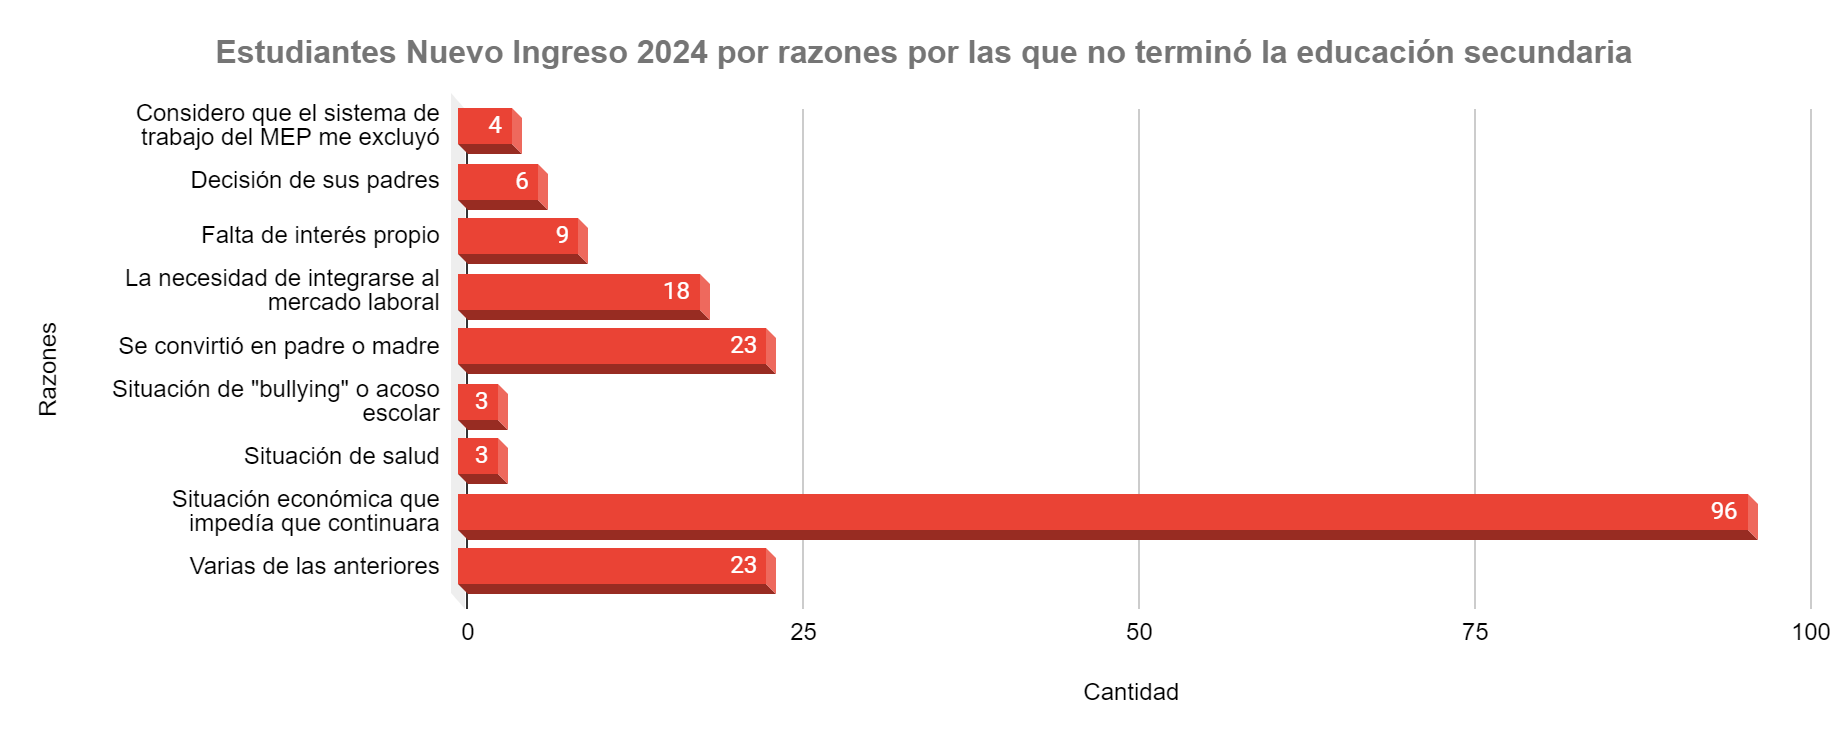 Estudiantes Nuevo Ingreso 2024 por razones por las que no terminó la educación secundaria
Razones
Considero que el sistema de
trabajo del MEP me excluyó
4
Decisión de sus padres
6
Falta de interés propio
9
La necesidad de integrarse al
mercado laboral
18
Se convirtió en padre o madre
23
Situación de "bullying" o acoso
escolar
3
Situación de salud
3
Situación económica que
impedía que continuara
96
Varias de las anteriores
23
0 25 50 75 100
Cantidad